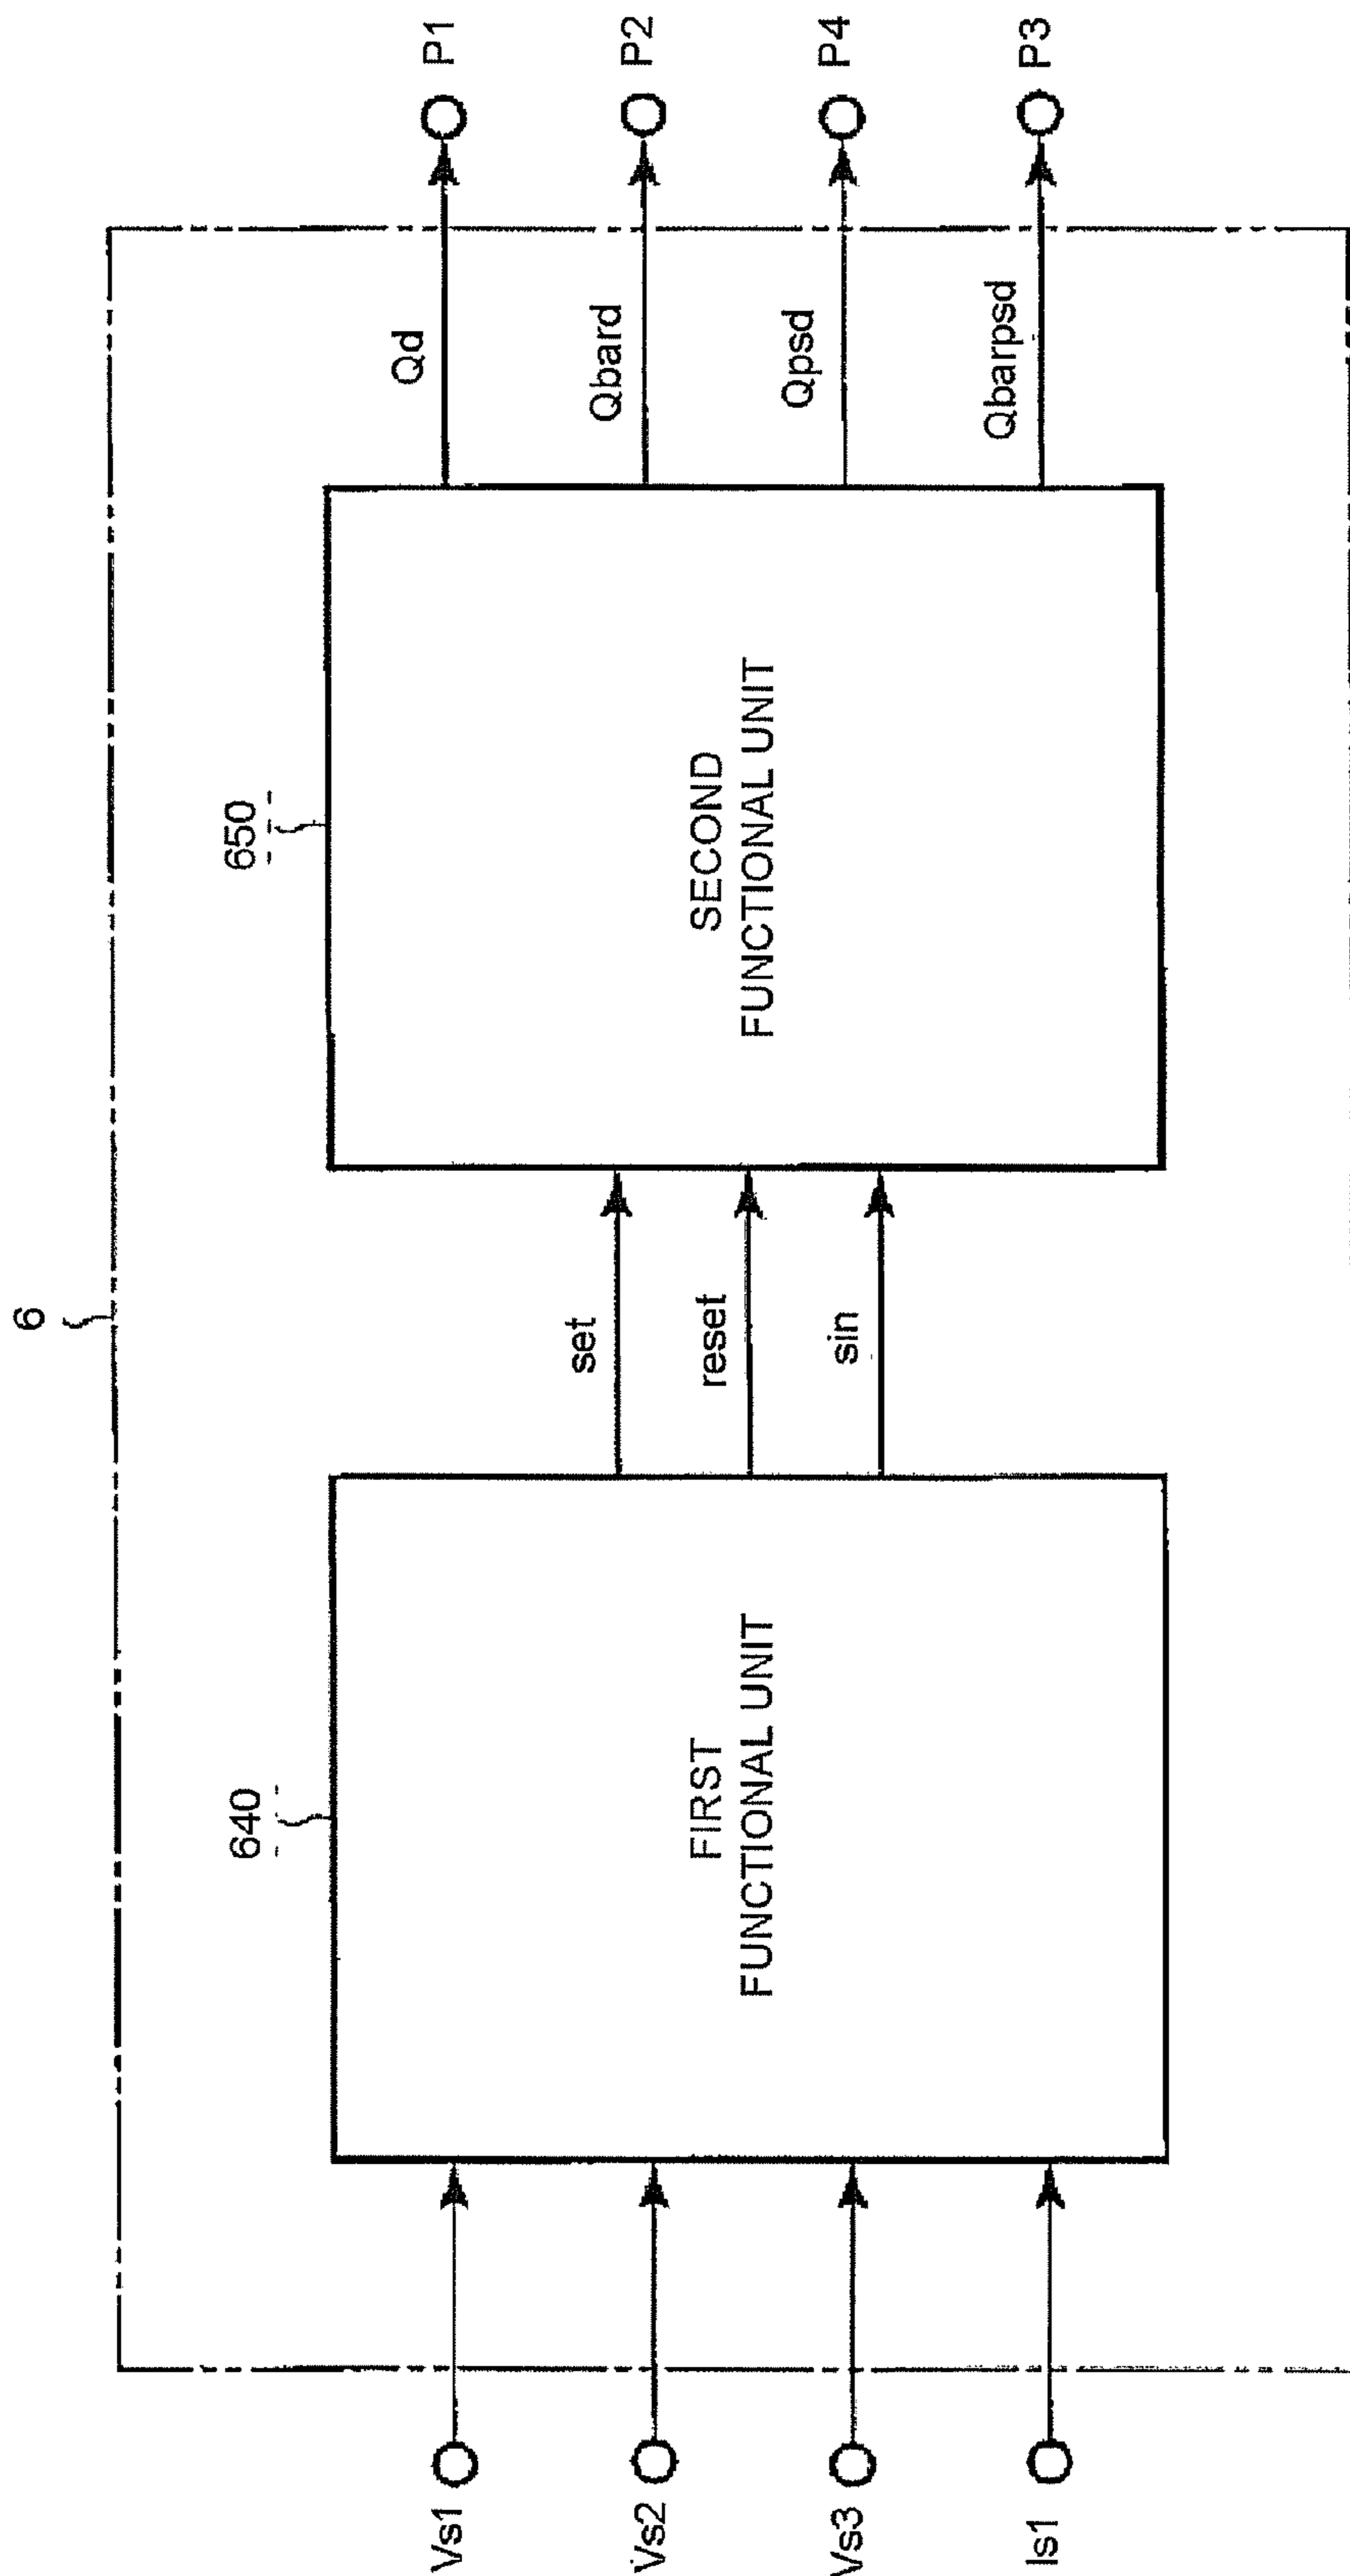 6
640
650
Vs1
Vs2
Vs3
Is1
FIRST
FUNCTIONAL UNIT
set
reset
sin
SECOND
FUNCTIONAL UNIT
Qd
Qbard
Qpsd
Qbarpsd
P1
P2
P4
P3